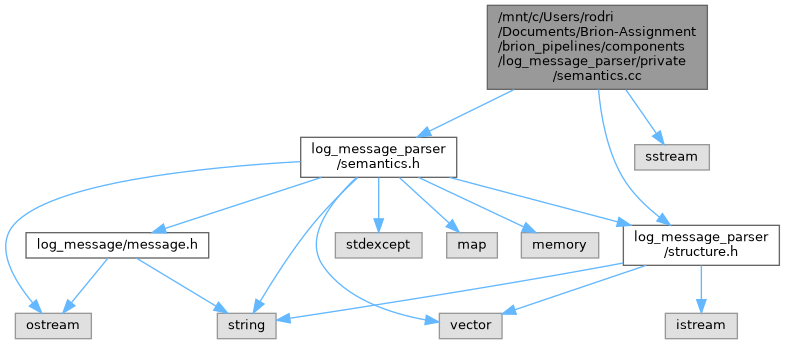 /mnt/c/Users/rodri
/Documents/Brion-Assignment
/brion_pipelines/components
/log_message_parser/private
/semantics.cc
log_message_parser
/semantics.h
sstream
log_message/message.h
stdexcept
map
memory
log_message_parser
/structure.h
ostream
string
vector
istream